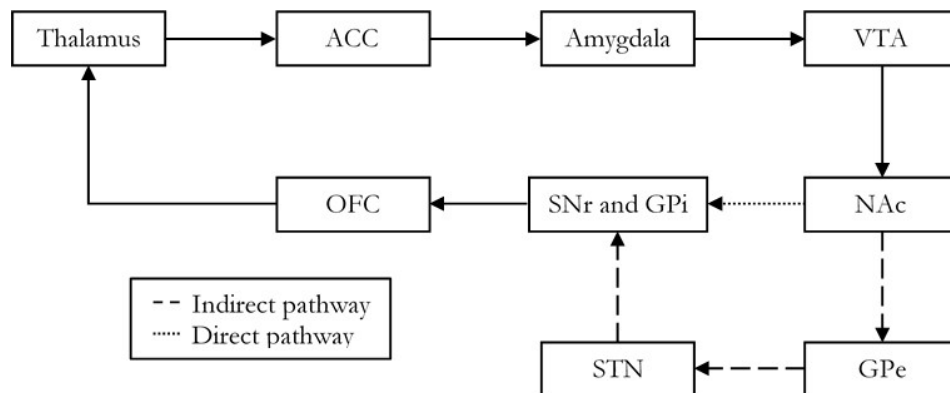 Thalamus
ACC
Amygdala
VTA
OFC
SNr and GPi
NAc
Indirect pathway
Direct pathway
STN
GPe